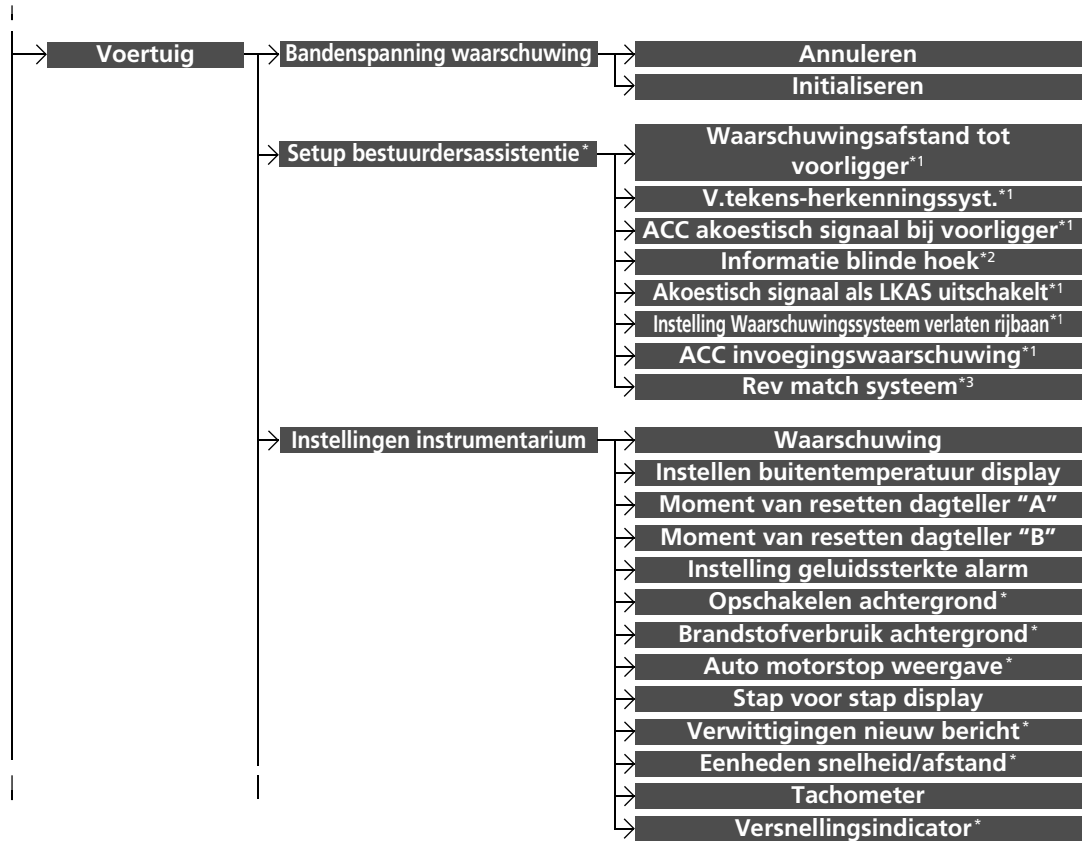 Voertuig
Bandenspanning waarschuwing
Annuleren
Initialiseren
Setup bestuurdersassistentie*
Waarschuwingsafstand tot
voorligger*1
V.tekens-herkenningssyst.*1
ACC akoestisch signaal bij voorligger*1
Informatie blinde hoek*2
Akoestisch signaal als LKAS uitschakelt*1
Instelling Waarschuwingssysteem verlaten rijbaan*1
ACC invoegingswaarschuwing*1
Rev match systeem*3
Instellingen instrumentarium
Waarschuwing
Instellen buitentemperatuur display
Moment van resetten dagteller “A”
Moment van resetten dagteller “B”
Instelling geluidssterkte alarm
Opschakelen achtergrond*
Brandstofverbruik achtergrond*
Auto motorstop weergave*
Stap voor stap display
Verwittigingen nieuw bericht*
Eenheden snelheid/afstand*
Tachometer
Versnellingsindicator*